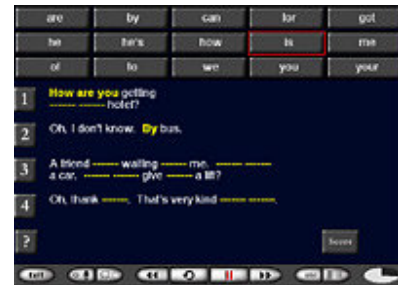 are by can for got
he he's how is me
of to we you your
1 How are you getting
------ ------ hotel?
2 Oh, I don't know. By bus.
3 A friend ------ waiting ------ me. ------ ------
a car, ------ ------ give ------ a lift?
4 Oh, thank ------. That's very kind ------ ------.
?
Score
Exit